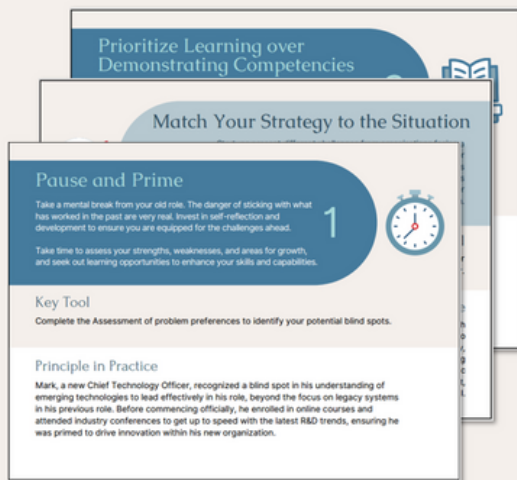 Prioritize Learning over
Demonstrating Competencies
Match Your Strategy to the Situation
Pause and Prime
Take a mental break from your old role. The danger of sticking with what
has worked in the past are very real. Invest in self-reflection and
development to ensure you are equipped for the challenges ahead.
1
Take time to assess your strengths, weaknesses, and areas for growth,
and seek out learning opportunities to enhance your skills and capabilities.
Key Tool
Complete the Assessment of problem preferences to identify your potential blind spots.
Principle in Practice
Mark, a new Chief Technology Officer, recognized a blind spot in his understanding of
emerging technologies to lead effectively in his role, beyond the focus on legacy systems
in his previous role. Before commencing officially, he enrolled in online courses and
attended industry conferences to get up to speed with the latest R&D trends, ensuring he
was primed to drive innovation within his new organization.